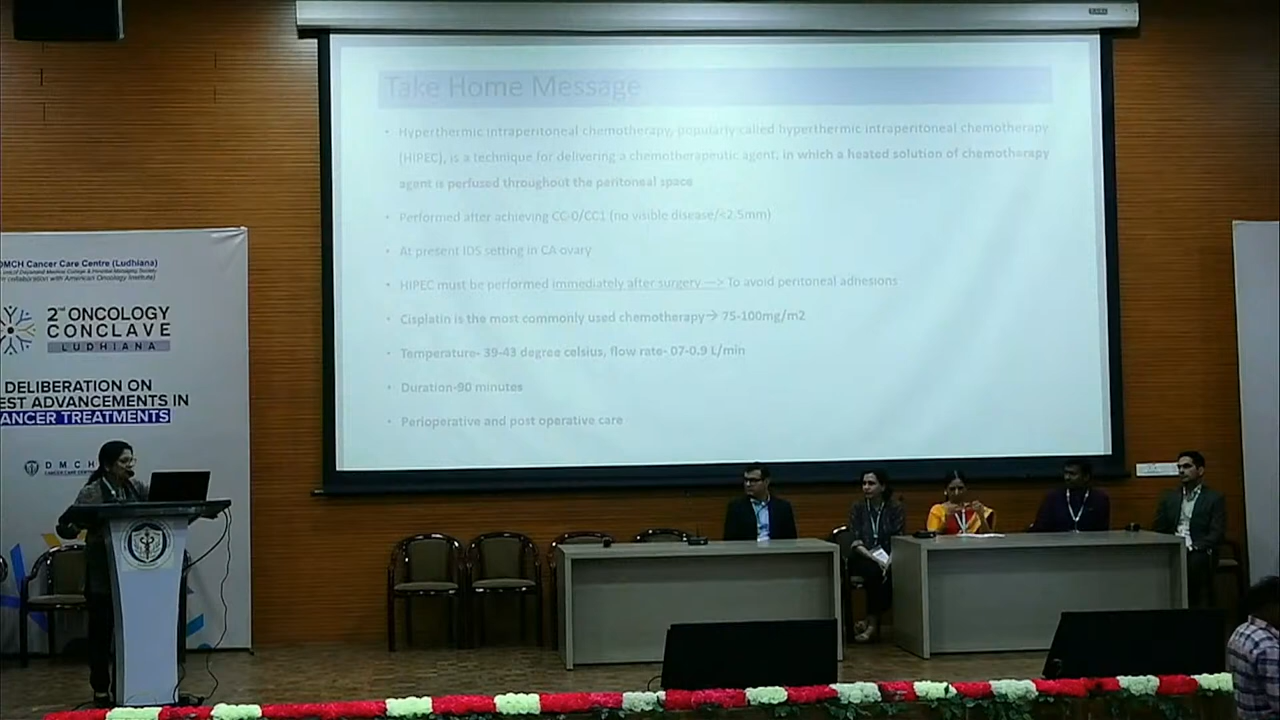 Take Home Message
• Hyperthermic intraperitoneal chemotherapy, popularly called hyperthermic intraperitoneal chemotherapy
(HIPEC), is a technique for delivering a chemotherapeutic agent, in which a heated solution of chemotherapy
agent is perfused throughout the peritoneal space
• Performed after achieving CC-0/CC1 (no visible disease/<2.5mm)
• At present IDS setting in CA ovary
• HIPEC must be performed immediately after surgery —> To avoid peritoneal adhesions
• Cisplatin is the most commonly used chemotherapy→ 75-100mg/m2
• Temperature- 39-43 degree celsius, flow rate- 07-0.9 L/min
• Duration-90 minutes
• Perioperative and post operative care
DMCH Cancer Care Centre (Ludhiana)
collaboration with American Oncology Institute)
2ND ONCOLOGY
CONCLAVE
LUDHIANA
DELIBERATION ON
EST ADVANCEMENTS IN
ANCER TREATMENTS
DMCH